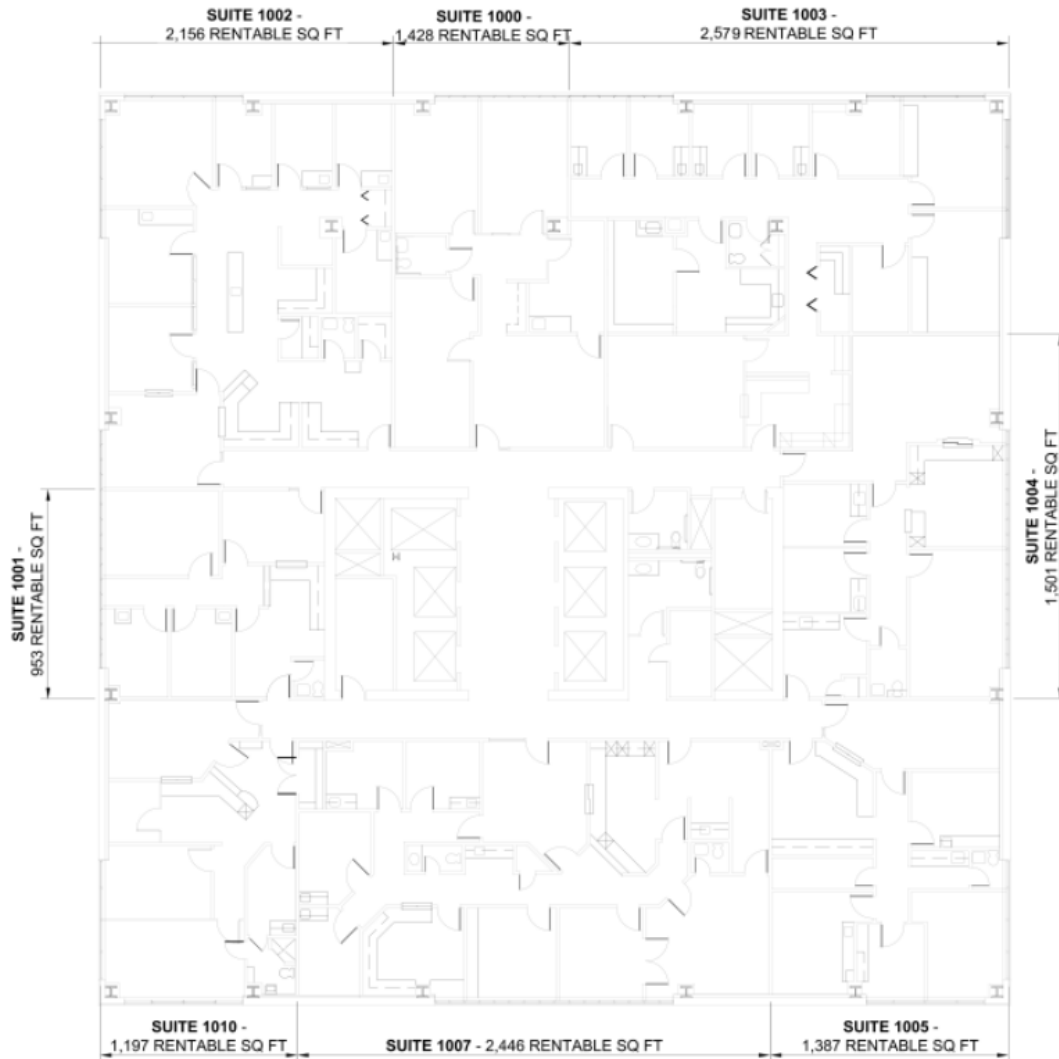 SUITE 1002 -
2,156 RENTABLE SQ FT
SUITE 1000 -
1,428 RENTABLE SQ FT
SUITE 1003 -
2,579 RENTABLE SQ FT
SUITE 1001 -
953 RENTABLE SQ FT
SUITE 1004 -
1,501 RENTABLE SQ FT
SUITE 1010 -
1,197 RENTABLE SQ FT
SUITE 1007 - 2,446 RENTABLE SQ FT
SUITE 1005 -
1,387 RENTABLE SQ FT